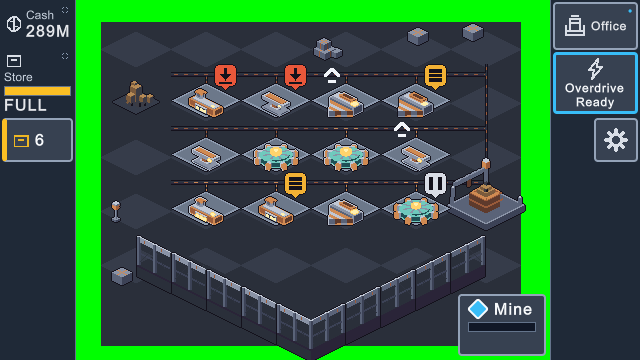 Cash
289M
Store
FULL
6
Office
Overdrive
Ready
Mine